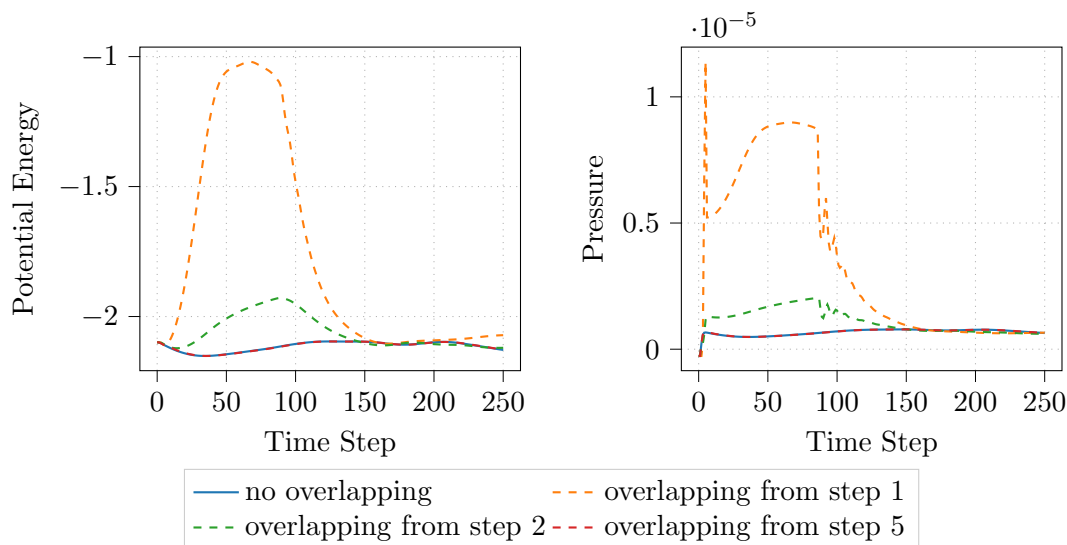 ·10−5
−1
−1.5
−2
Potential Energy
0 50 100 150 200 250
Time Step
1
0.5
0
Pressure
0 50 100 150 200 250
Time Step
no overlapping
overlapping from step 1
overlapping from step 2
overlapping from step 5